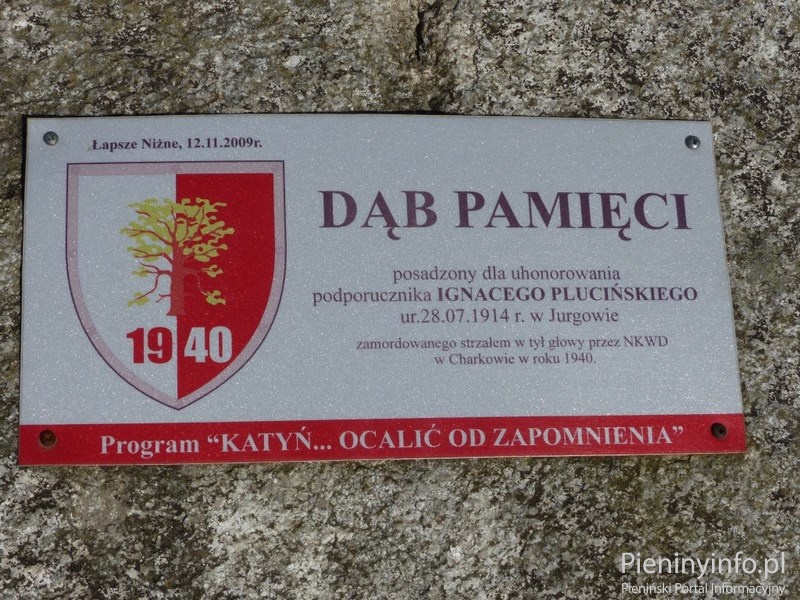 Łapsze Niżne, 12.11.2009r.
DĄB PAMIĘCI
posadzony dla uhonorowania
podporucznika IGNACEGO PLUCIŃSKIEGO
ur.28.07.1914 r. w Jurgowie
zamordowanego strzałem w tył głowy przez NKWD
w Charkowie w roku 1940.
1940
Program “KATYŃ... OCALIĆ OD ZAPOMNIENIA”
Pieninyinfo.pl
Pieniński Portal Informacyjny